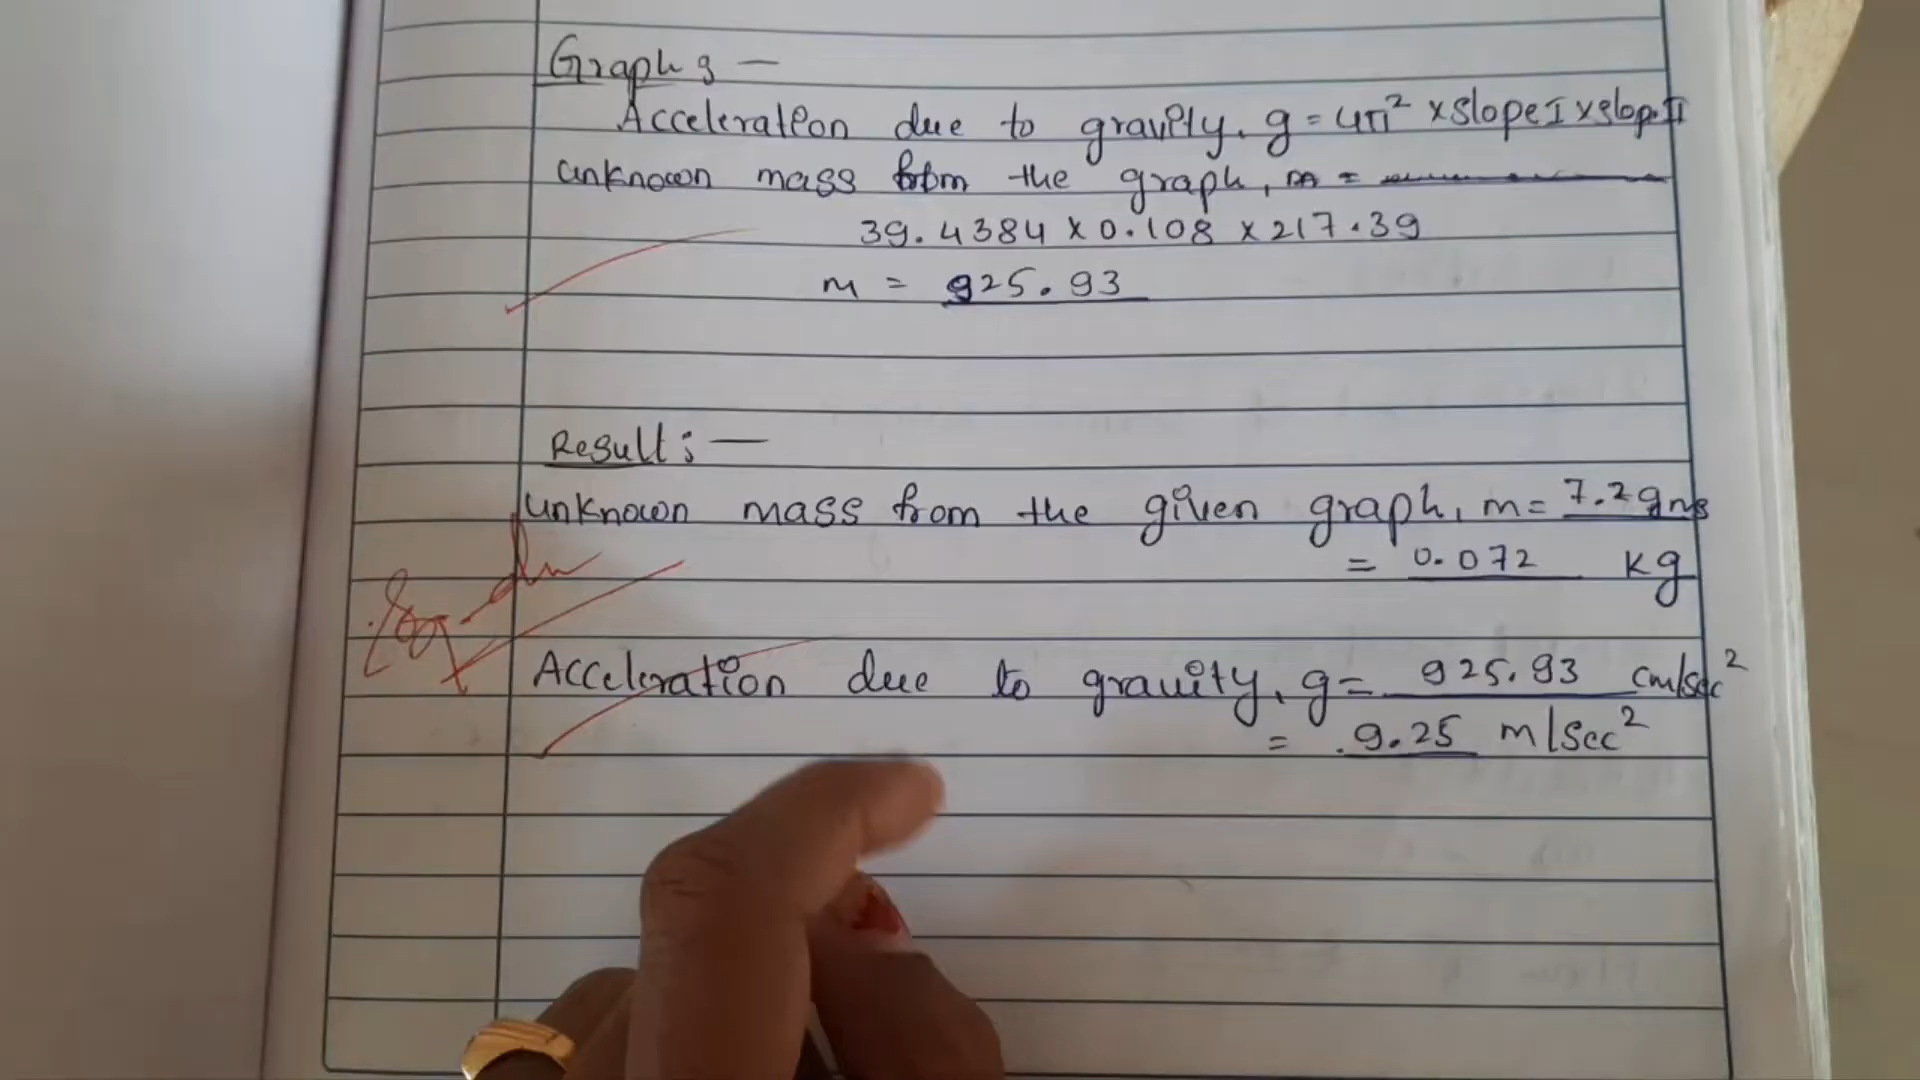 Graphs —
Acceleration due to gravity, g = 4π² × slope I × slop II
unknown mass from the graph, m =
39.4384 × 0.108 × 217.39
m = 925.93
Result: —
unknown mass from the given graph, m = 7.2 gms
= 0.072 kg
Acceleration due to gravity, g = 925.93 cm/sec²
= 9.25 m/sec²